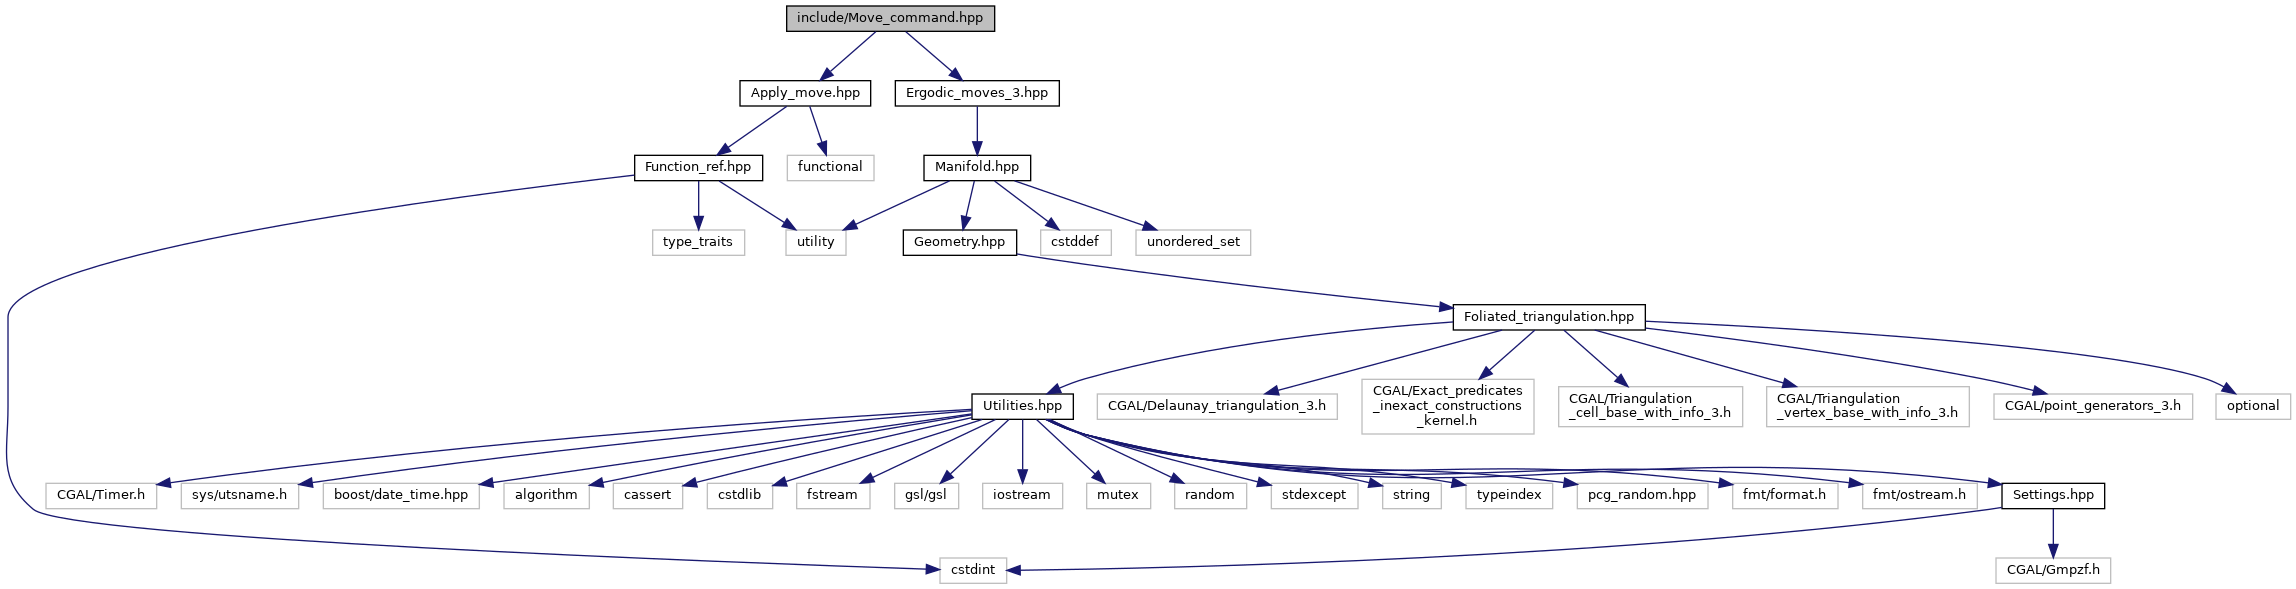 include/Move_command.hpp
Apply_move.hpp
Ergodic_moves_3.hpp
Function_ref.hpp
functional
Manifold.hpp
type_traits
utility
Geometry.hpp
cstddef
unordered_set
Foliated_triangulation.hpp
Utilities.hpp
CGAL/Delaunay_triangulation_3.h
CGAL/Exact_predicates
_inexact_constructions
_kernel.h
CGAL/Triangulation
_cell_base_with_info_3.h
CGAL/Triangulation
_vertex_base_with_info_3.h
CGAL/point_generators_3.h
optional
CGAL/Timer.h
sys/utsname.h
boost/date_time.hpp
algorithm
cassert
cstdlib
fstream
gsl/gsl
iostream
mutex
random
stdexcept
string
typeindex
pcg_random.hpp
fmt/format.h
fmt/ostream.h
Settings.hpp
cstdint
CGAL/Gmpzf.h